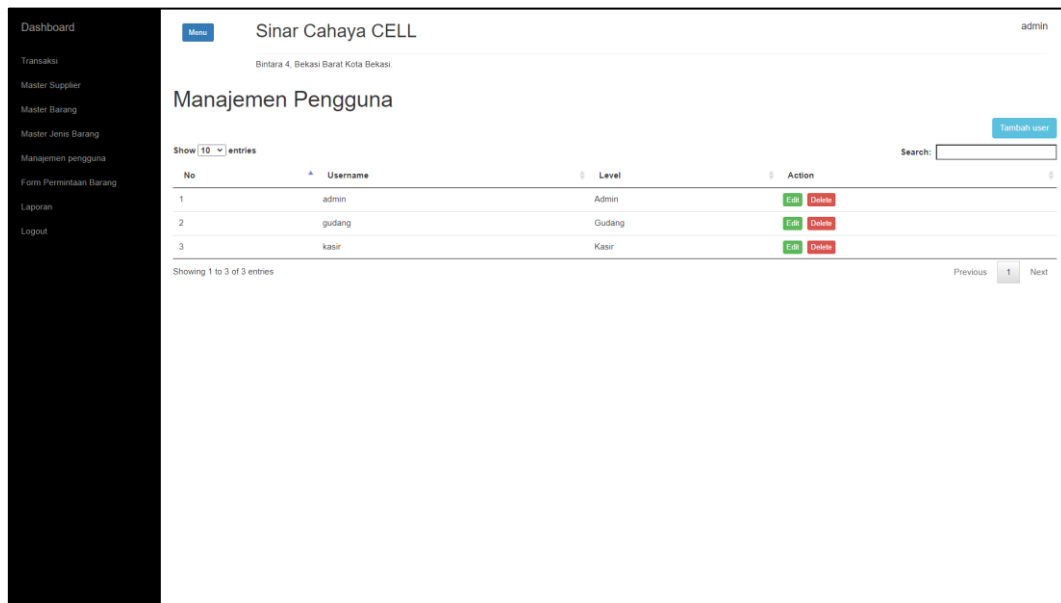 Dashboard
Transaksi
Master Supplier
Master Barang
Master Jenis Barang
Manajemen pengguna
Form Permintaan Barang
Laporan
Logout
Menu
Sinar Cahaya CELL
admin
Bintara 4, Bekasi Barat Kota Bekasi.
Manajemen Pengguna
Tambah user
Show 10 entries
Search:
No Username Level Action
1 admin Admin Edit Delete
2 gudang Gudang Edit Delete
3 kasir Kasir Edit Delete
Showing 1 to 3 of 3 entries
Previous 1 Next